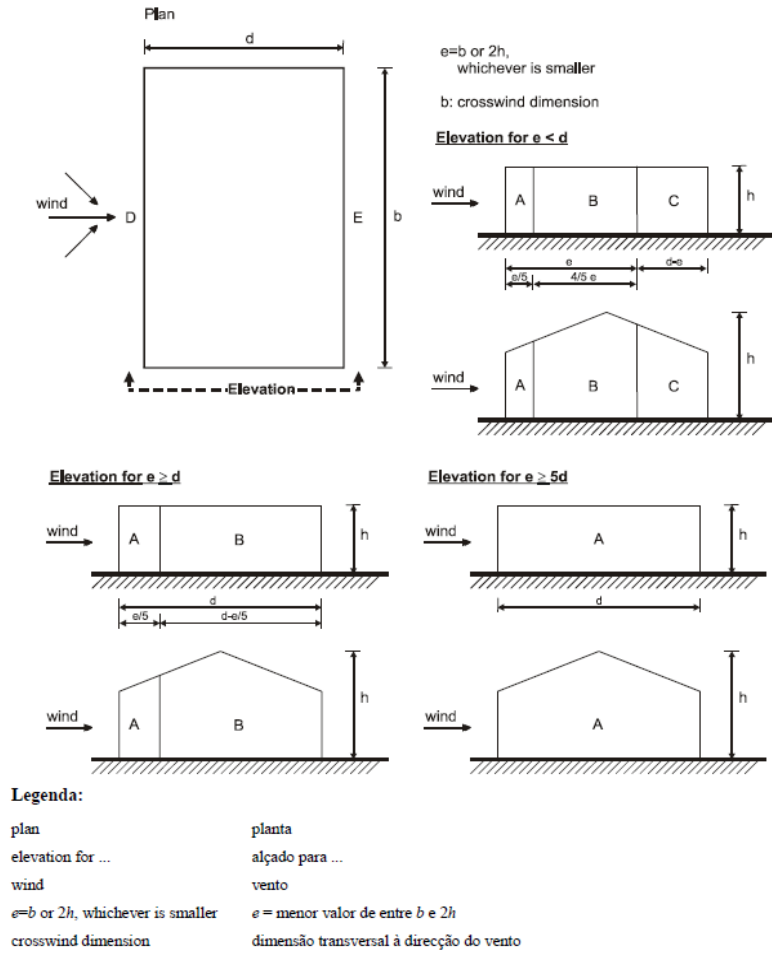 Plan
d
wind
D
E
b
Elevation
e=b or 2h,
whichever is smaller
b: crosswind dimension
Elevation for e < d
wind
A
B
C
h
e
d-e
e/5
4/5 e
wind
A
B
C
h
Elevation for e ≥ d
wind
A
B
h
d
e/5
d-e/5
wind
A
B
h
Elevation for e ≥ 5d
wind
A
h
d
wind
A
h
Legenda:
plan planta
elevation for ... alçado para ...
wind vento
e=b or 2h, whichever is smaller e = menor valor de entre b e 2h
crosswind dimension dimensão transversal à direcção do vento